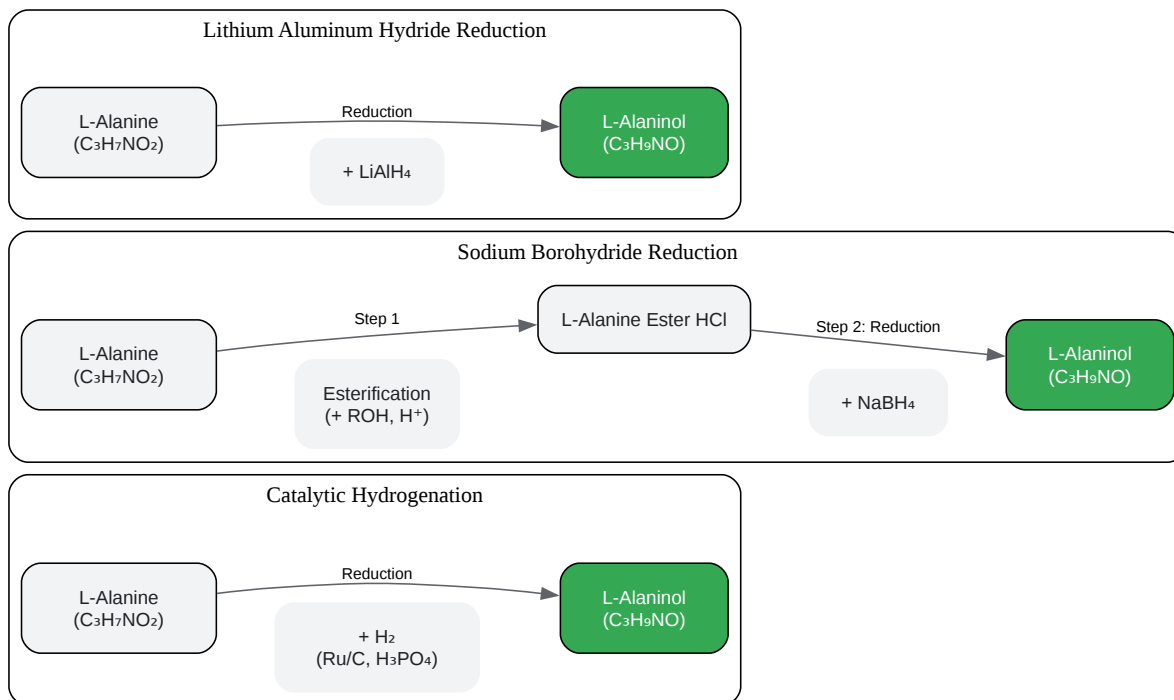 Lithium Aluminum Hydride Reduction
L-Alanine
(C₃H₇NO₂)
Reduction
+ LiAlH₄
L-Alaninol
(C₃H₉NO)
Sodium Borohydride Reduction
L-Alanine
(C₃H₇NO₂)
Step 1
Esterification
(+ ROH, H⁺)
L-Alanine Ester HCl
Step 2: Reduction
+ NaBH₄
L-Alaninol
(C₃H₉NO)
Catalytic Hydrogenation
L-Alanine
(C₃H₇NO₂)
Reduction
+ H₂
(Ru/C, H₃PO₄)
L-Alaninol
(C₃H₉NO)